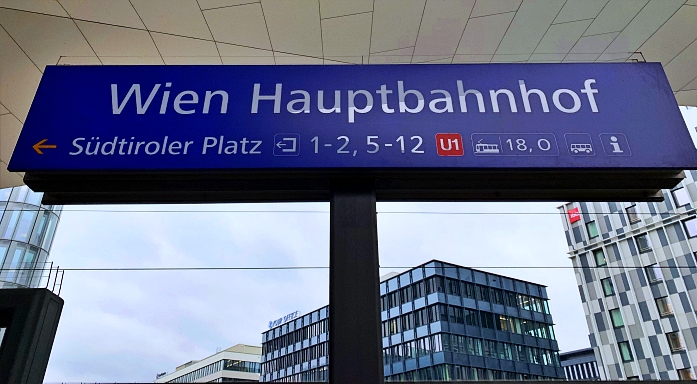 Wien Hauptbahnhof
← Südtiroler Platz 1-2, 5-12 U1 18, O i